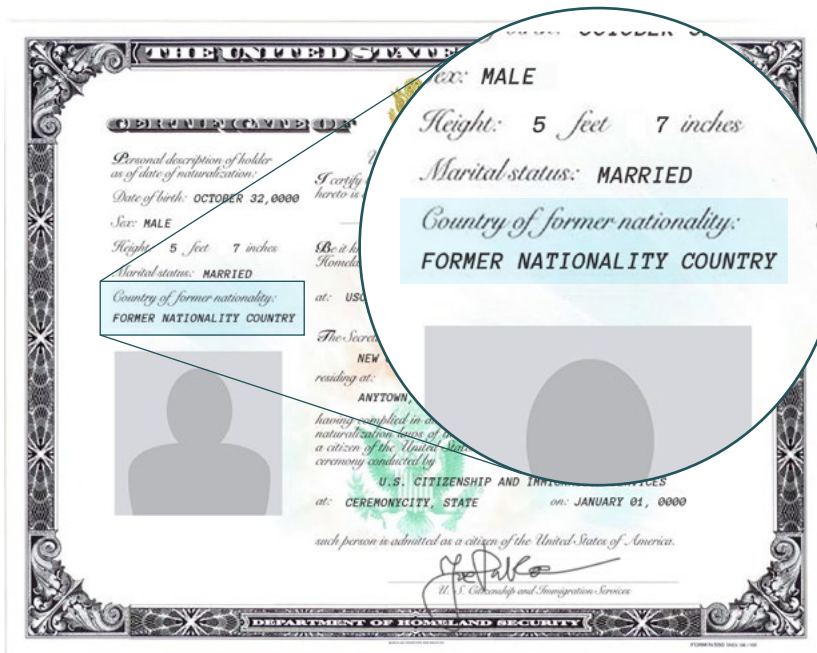 THE UNITED STATE
CERTIFICATE OF
Personal description of holder
as of date of naturalization:
Date of birth: OCTOBER 32,0000
Sex: MALE
Height: 5 feet 7 inches
Marital status: MARRIED
Country of former nationality:
FORMER NATIONALITY COUNTRY
I certify
hereto is
Be it k
Homela
at: USC
The Secre
NEW
residing at:
ANYTOWN,
having complied in a
naturalization laws of th
a citizen of the United State
ceremony conducted by
U.S. CITIZENSHIP AND IMMIGRATION SERVICES
at: CEREMONYCITY, STATE on: JANUARY 01, 0000
such person is admitted as a citizen of the United States of America.
U. S. Citizenship and Immigration Services
DEPARTMENT OF HOMELAND SECURITY
Sex: MALE
Height: 5 feet 7 inches
Marital status: MARRIED
Country of former nationality:
FORMER NATIONALITY COUNTRY